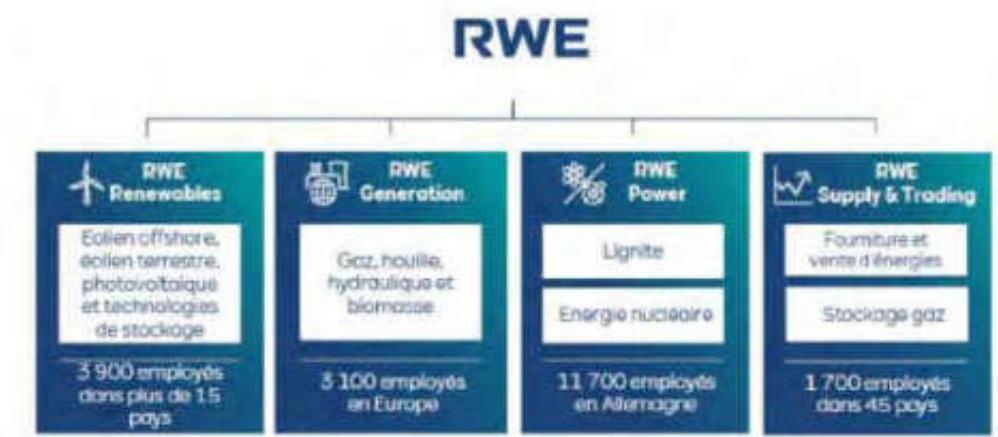 RWE
RWE
Renewables
Eolien offshore,
éolien terrestre,
photovoltaïque
et technologies
de stockage
3 900 employés
dans plus de 15
pays
RWE
Generation
Gaz, houille,
hydraulique et
biomasse
3 100 employés
en Europe
RWE
Power
Lignite
Energie nucléaire
11 700 employés
en Allemagne
RWE
Supply & Trading
Fourniture et
vente d'énergies
Stockage gaz
1 700 employés
dans 45 pays